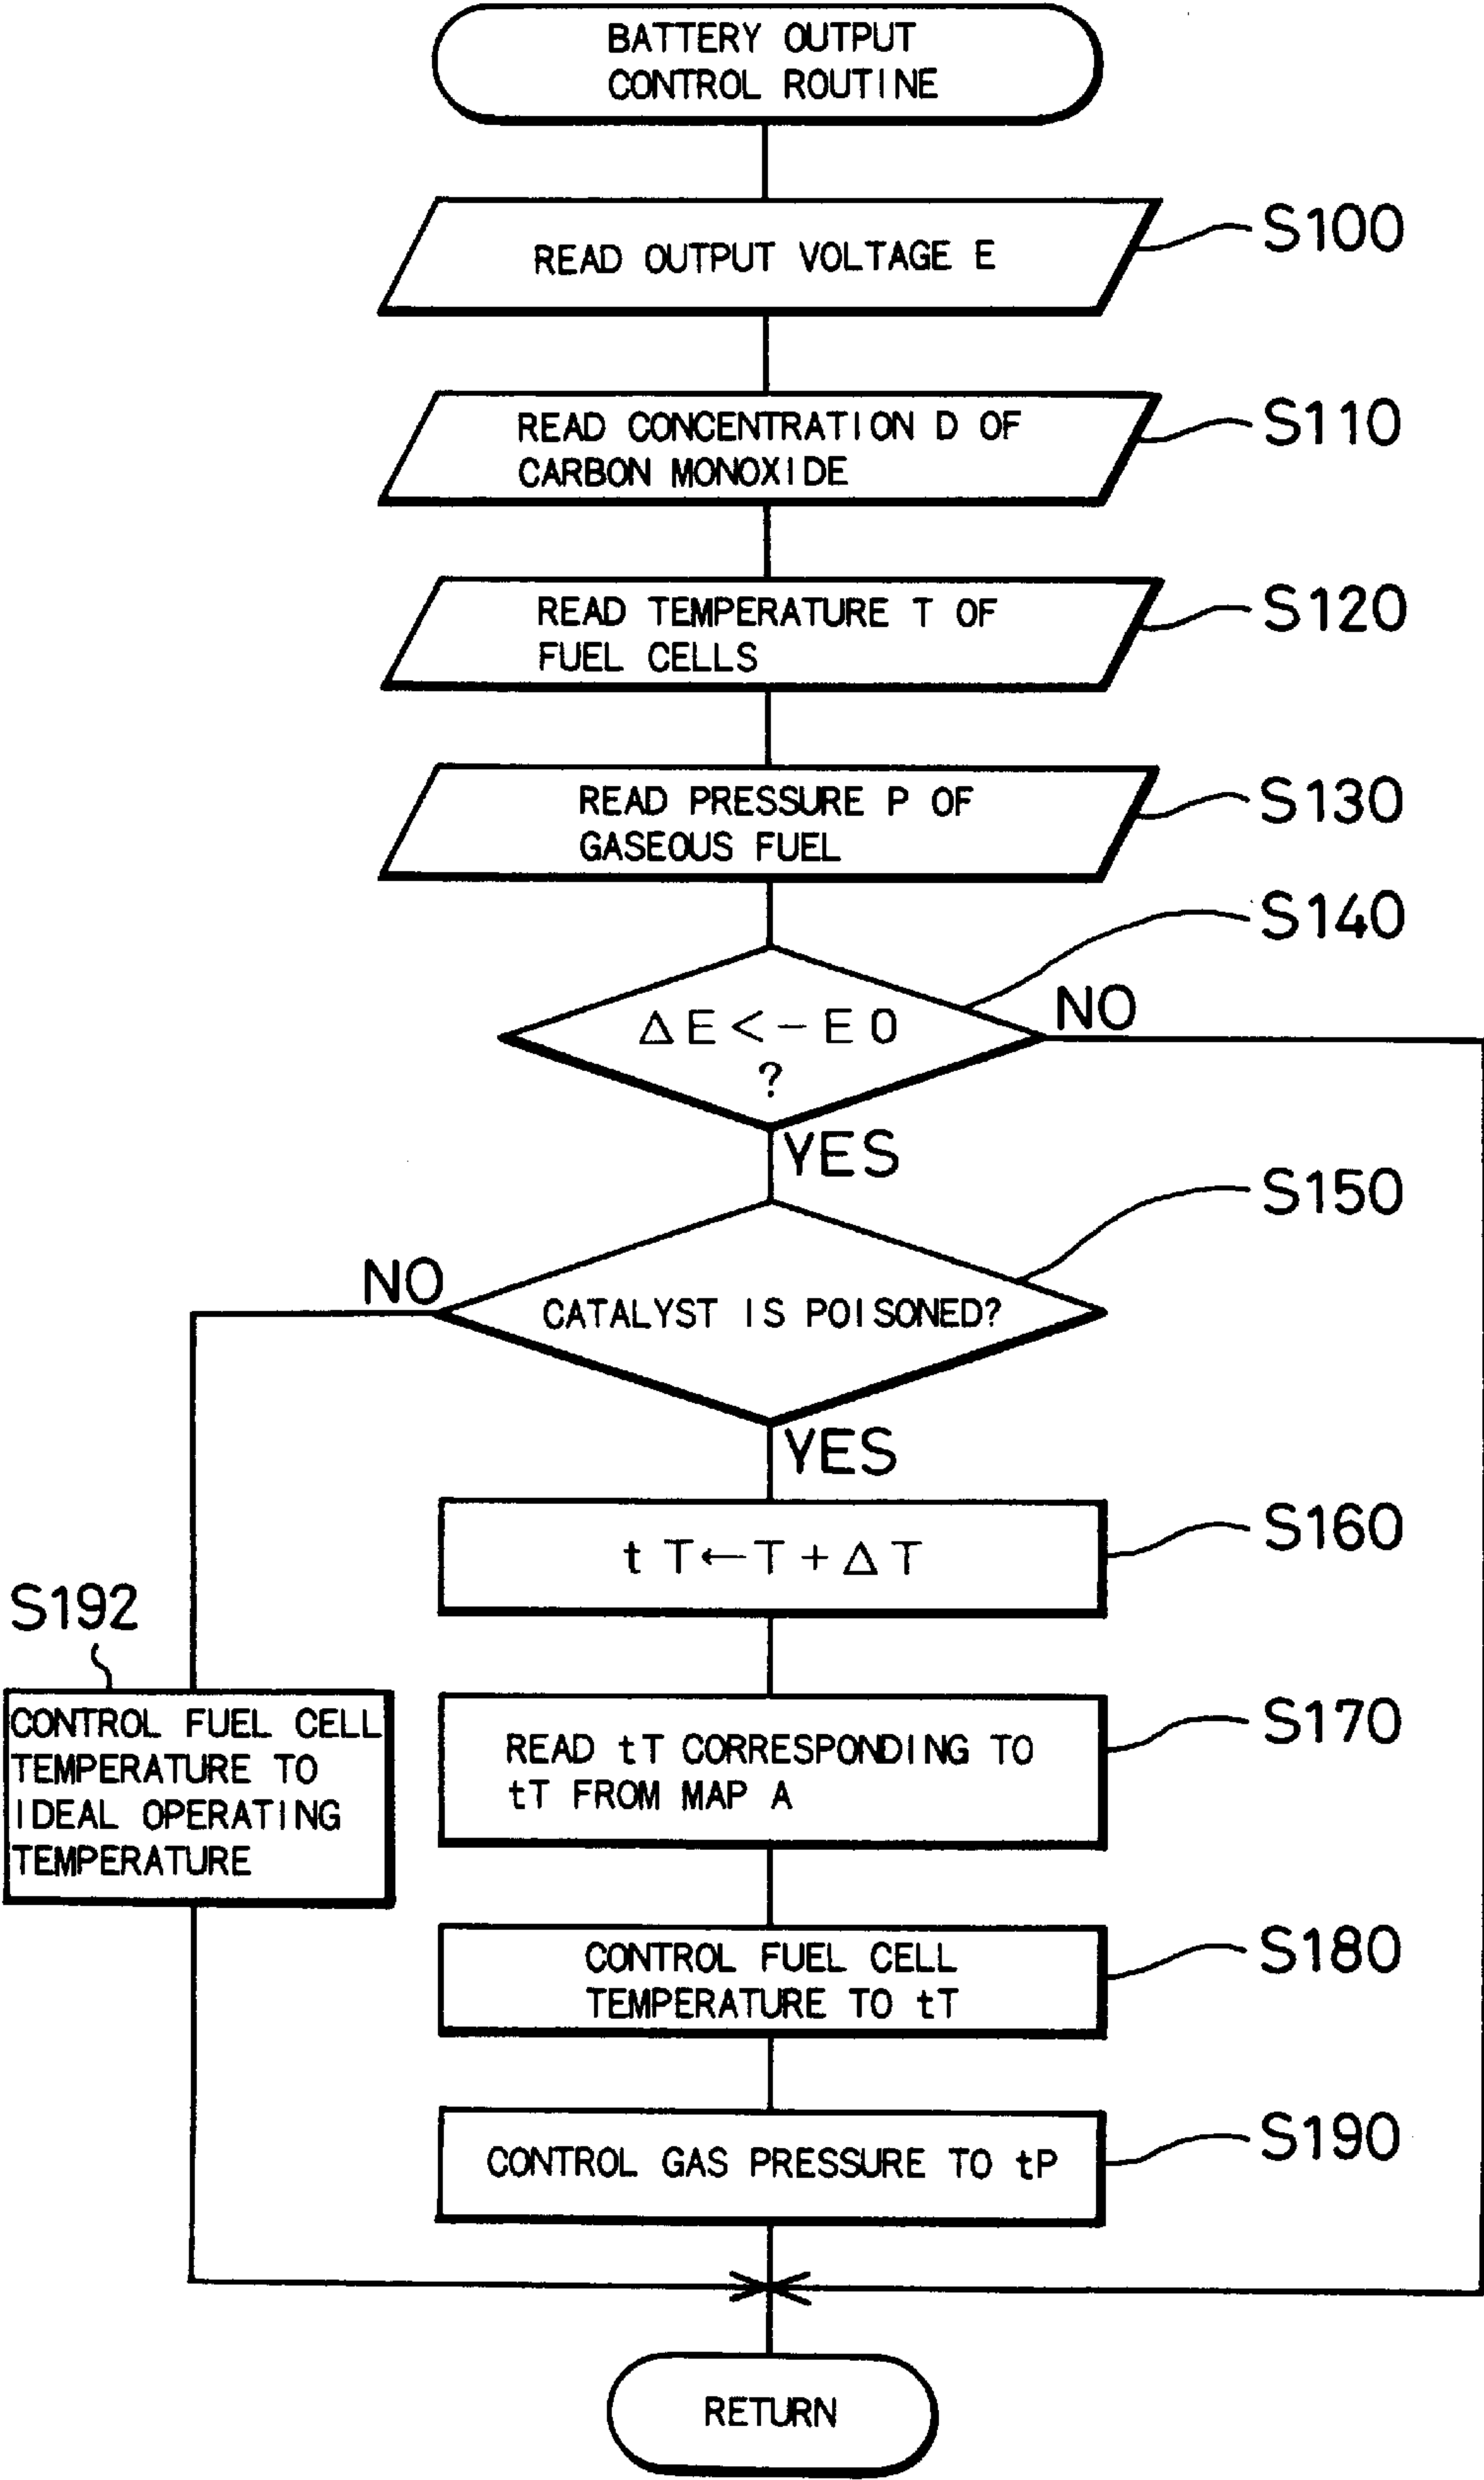 BATTERY OUTPUT
CONTROL ROUTINE
READ OUTPUT VOLTAGE E
S100
READ CONCENTRATION D OF
CARBON MONOXIDE
S110
READ TEMPERATURE T OF
FUEL CELLS
S120
READ PRESSURE P OF
GASEOUS FUEL
S130
S140
ΔE<-E0
?
NO
YES
S150
NO
CATALYST IS POISONED?
YES
tT←T+ΔT
S160
S192
CONTROL FUEL CELL
TEMPERATURE TO
IDEAL OPERATING
TEMPERATURE
READ tT CORRESPONDING TO
tT FROM MAP A
S170
CONTROL FUEL CELL
TEMPERATURE TO tT
S180
CONTROL GAS PRESSURE TO tP
S190
RETURN